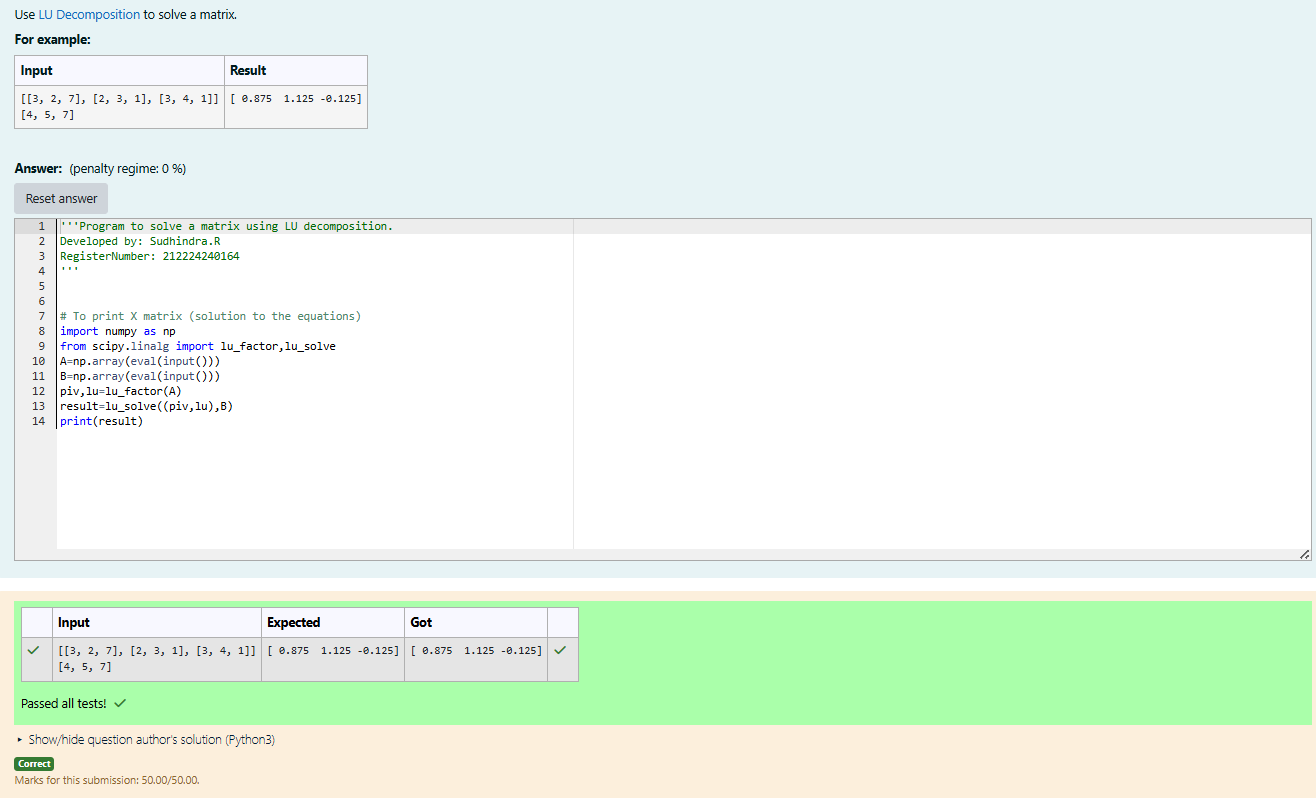 Use LU Decomposition to solve a matrix.
For example:
Input Result
[[3, 2, 7], [2, 3, 1], [3, 4, 1]] [ 0.875  1.125 -0.125]
[4, 5, 7]
Answer: (penalty regime: 0 %)
Reset answer
1 '''Program to solve a matrix using LU decomposition.
2 Developed by: Sudhindra.R
3 RegisterNumber: 212224240164
4 '''
5
6
7 # To print X matrix (solution to the equations)
8 import numpy as np
9 from scipy.linalg import lu_factor,lu_solve
10 A=np.array(eval(input()))
11 B=np.array(eval(input()))
12 piv,lu=lu_factor(A)
13 result=lu_solve((piv,lu),B)
14 print(result)
Input Expected Got
[[3, 2, 7], [2, 3, 1], [3, 4, 1]] [ 0.875  1.125 -0.125] [ 0.875  1.125 -0.125]
[4, 5, 7]
Passed all tests! ✓
Show/hide question author's solution (Python3)
Correct
Marks for this submission: 50.00/50.00.